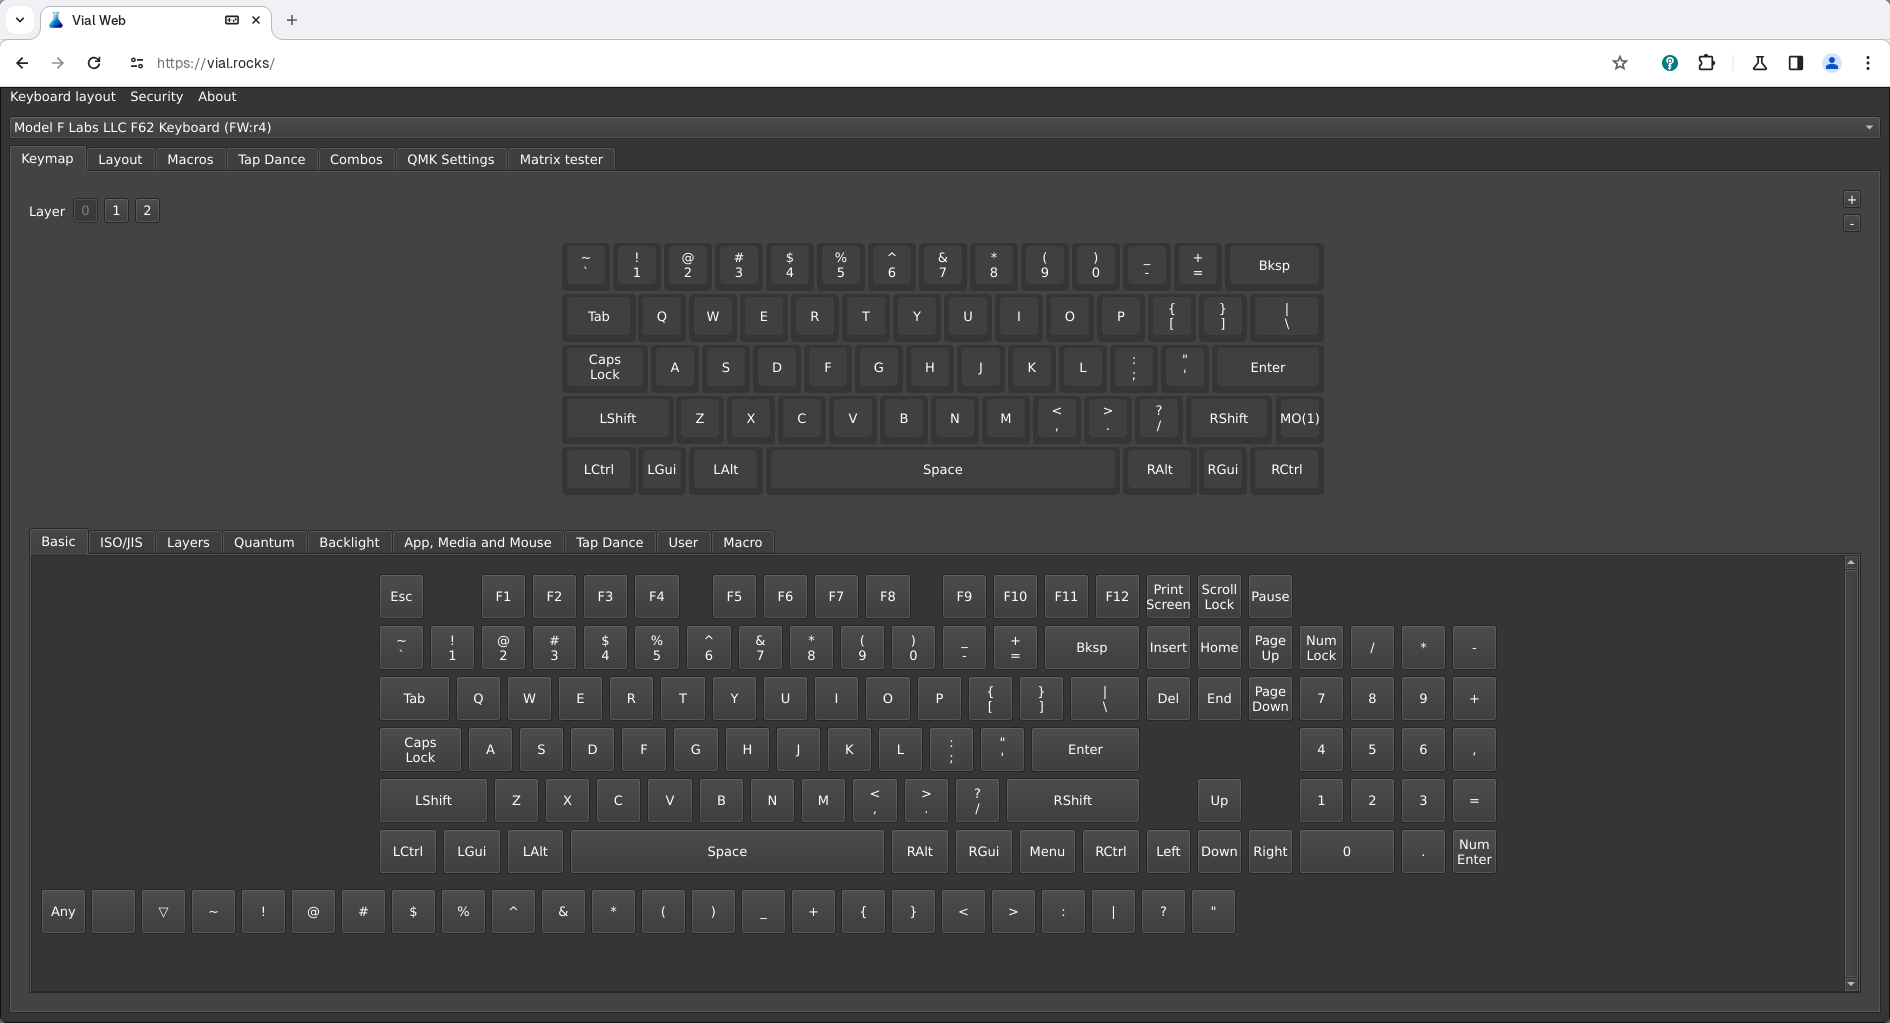 Vial Web
https://vial.rocks/
Keyboard layout Security About
Model F Labs LLC F62 Keyboard (FW:r4)
Keymap Layout Macros Tap Dance Combos QMK Settings Matrix tester
Layer 0 1 2
+
-
~ ! @ # $ % ^ & * ( ) _ +
` 1 2 3 4 5 6 7 8 9 0 - = Bksp
Tab Q W E R T Y U I O P { } |
[ ] \
Caps Lock A S D F G H J K L : "
; ' Enter
LShift Z X C V B N M < > ? RShift MO(1)
, . /
LCtrl LGui LAlt Space RAlt RGui RCtrl
Basic ISO/JIS Layers Quantum Backlight App, Media and Mouse Tap Dance User Macro
Esc F1 F2 F3 F4 F5 F6 F7 F8 F9 F10 F11 F12 Print Screen Scroll Lock Pause
~ ! @ # $ % ^ & * ( ) _ +
` 1 2 3 4 5 6 7 8 9 0 - = Bksp Insert Home Page Up Num Lock / * -
Tab Q W E R T Y U I O P { } |
[ ] \ Del End Page Down 7 8 9 +
Caps Lock A S D F G H J K L : "
; ' Enter 4 5 6 ,
LShift Z X C V B N M < > ?
, . / RShift Up 1 2 3 =
LCtrl LGui LAlt Space RAlt RGui Menu RCtrl Left Down Right 0 . Num Enter
Any ▽ ~ ! @ # $ % ^ & * ( ) _ + { } < > : | ? "